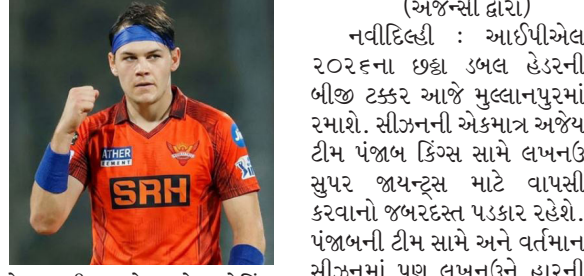 (અજન્સી દ્વારા)
નવીદિલ્હી : આઈપીએલ
૨૦૨૬ના છઠ્ઠા ડબલ હેડરની
બીજી ટક્કર આજે મુલ્લાનપુરમાં
રમાશે. સીઝનની એકમાત્ર અજેય
ટીમ પંજાબ કિંગ્સ સામે લખનઉ
સુપર જાયન્ટ્સ માટે વાપસી
કરવાનો જબરદસ્ત પડકાર રહેશે.
પંજાબની ટીમ સામે અને વર્તમાન
સીઝનમાં પણ લખનઉને હારની
ATHER
SRH